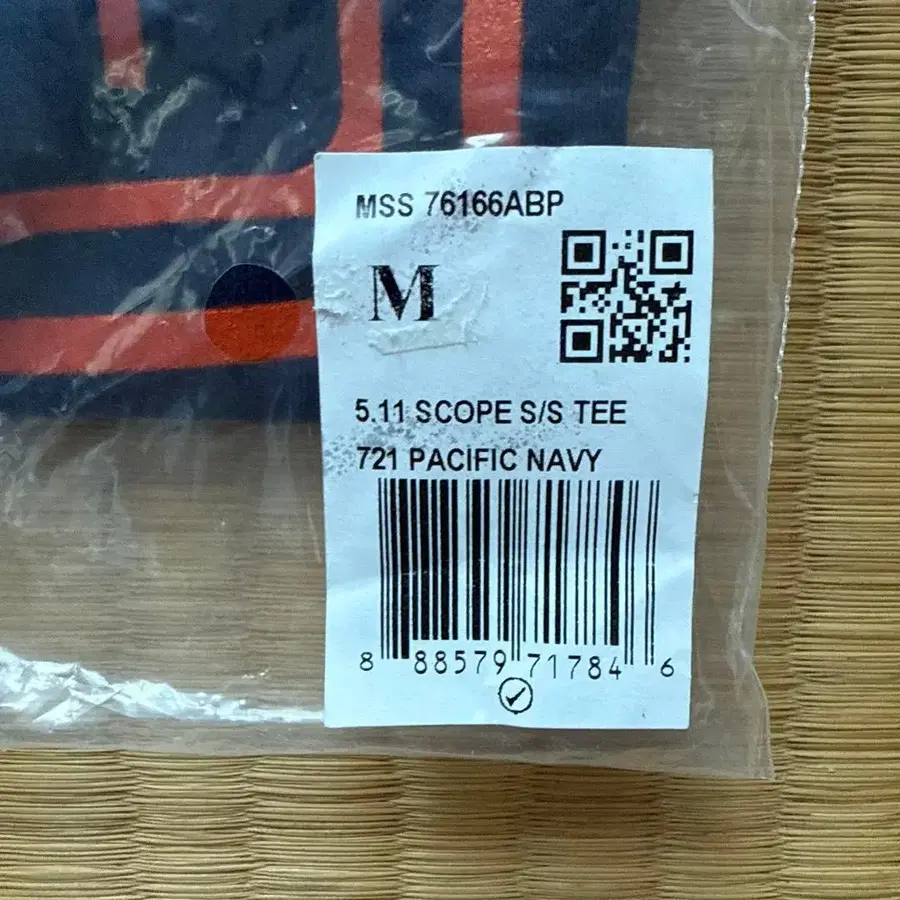 MSS 76166ABP
M
5.11 SCOPE S/S TEE
721 PACIFIC NAVY
8 88579 71784 6